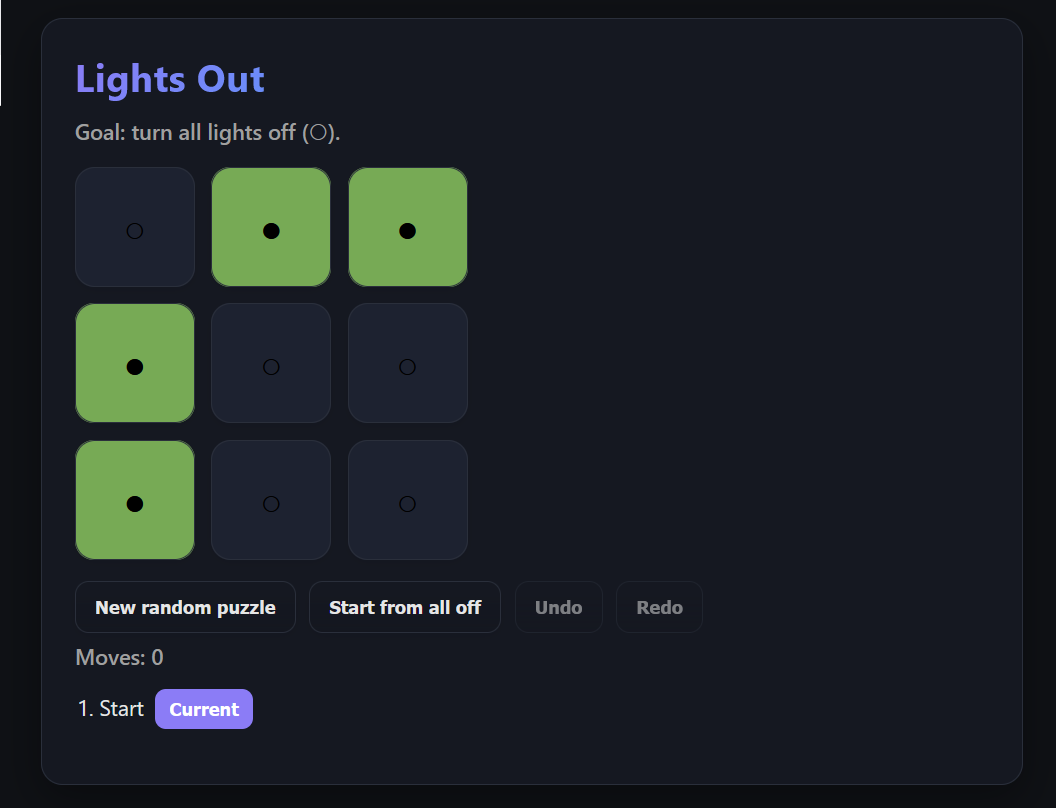 Lights Out
Goal: turn all lights off (○).
○ ● ●
● ○ ○
● ○ ○
New random puzzle Start from all off Undo Redo
Moves: 0
1. Start Current